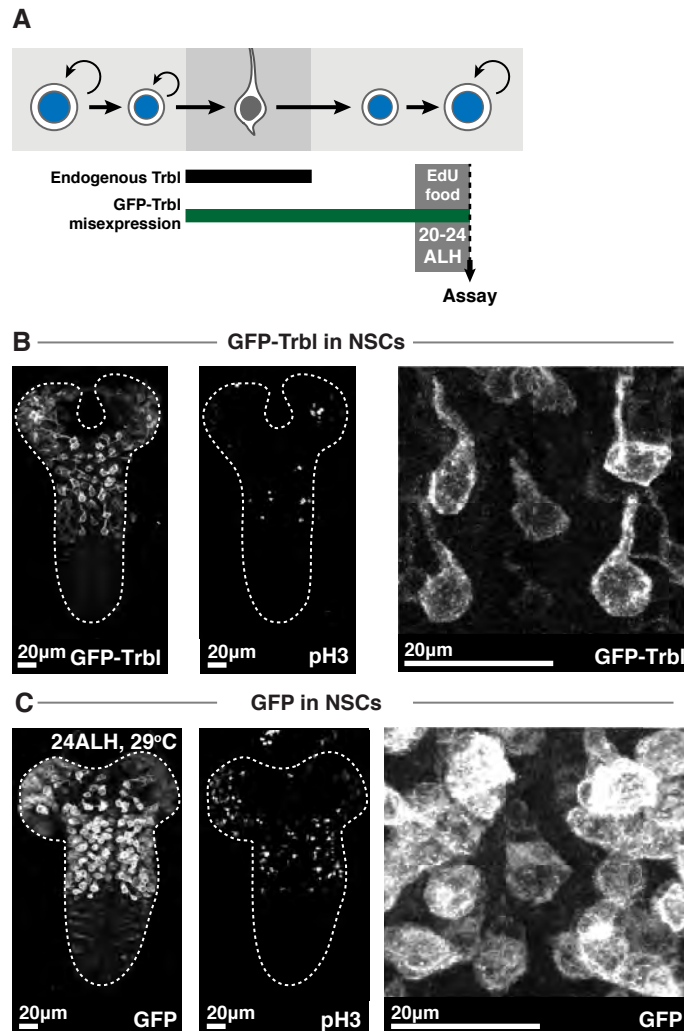 A
Endogenous Trbl
GFP-Trbl
misexpression
EdU
food
20-24
ALH
Assay
B
GFP-Trbl in NSCs
20µm
GFP-Trbl
20µm
pH3
20µm
GFP-Trbl
C
GFP in NSCs
24ALH, 29ºC
20µm
GFP
20µm
pH3
20µm
GFP